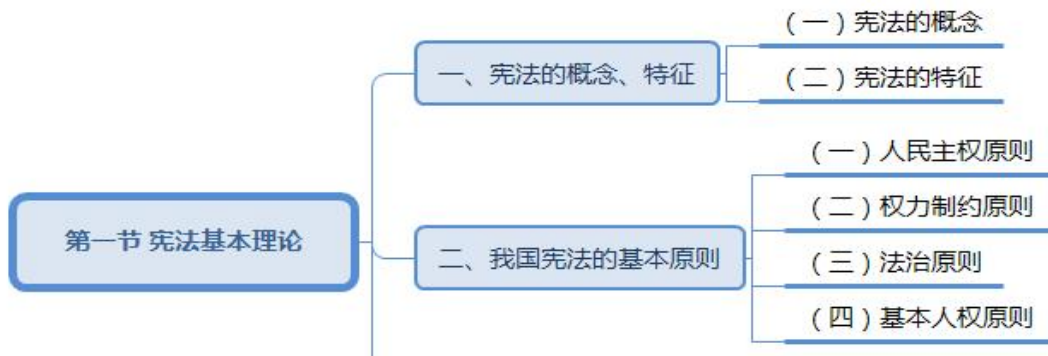 第一节 宪法基本理论
一、宪法的概念、特征
（一）宪法的概念
（二）宪法的特征
二、我国宪法的基本原则
（一）人民主权原则
（二）权力制约原则
（三）法治原则
（四）基本人权原则